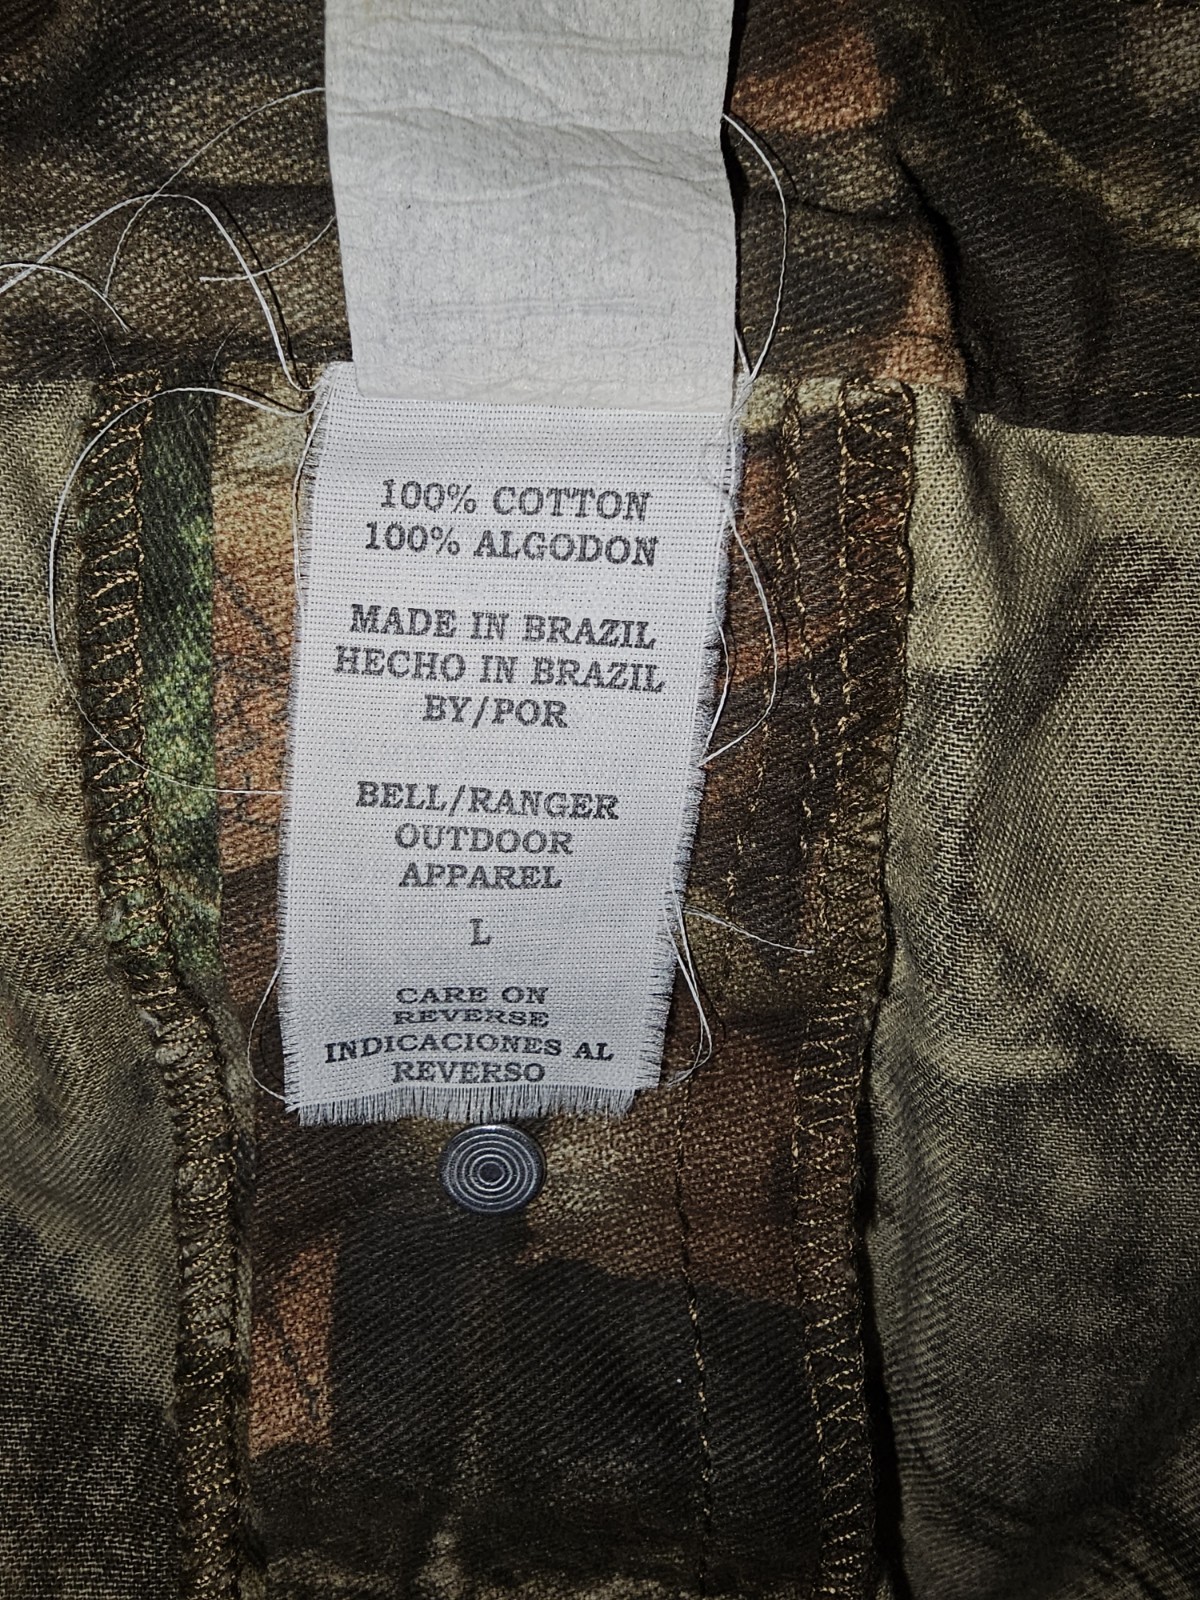 100% COTTON
100% ALGODON
MADE IN BRAZIL
HECHO IN BRAZIL
BY/POR
BELL/RANGER
OUTDOOR
APPAREL
L
CARE ON
REVERSE
INDICACIONES AL
REVERSO